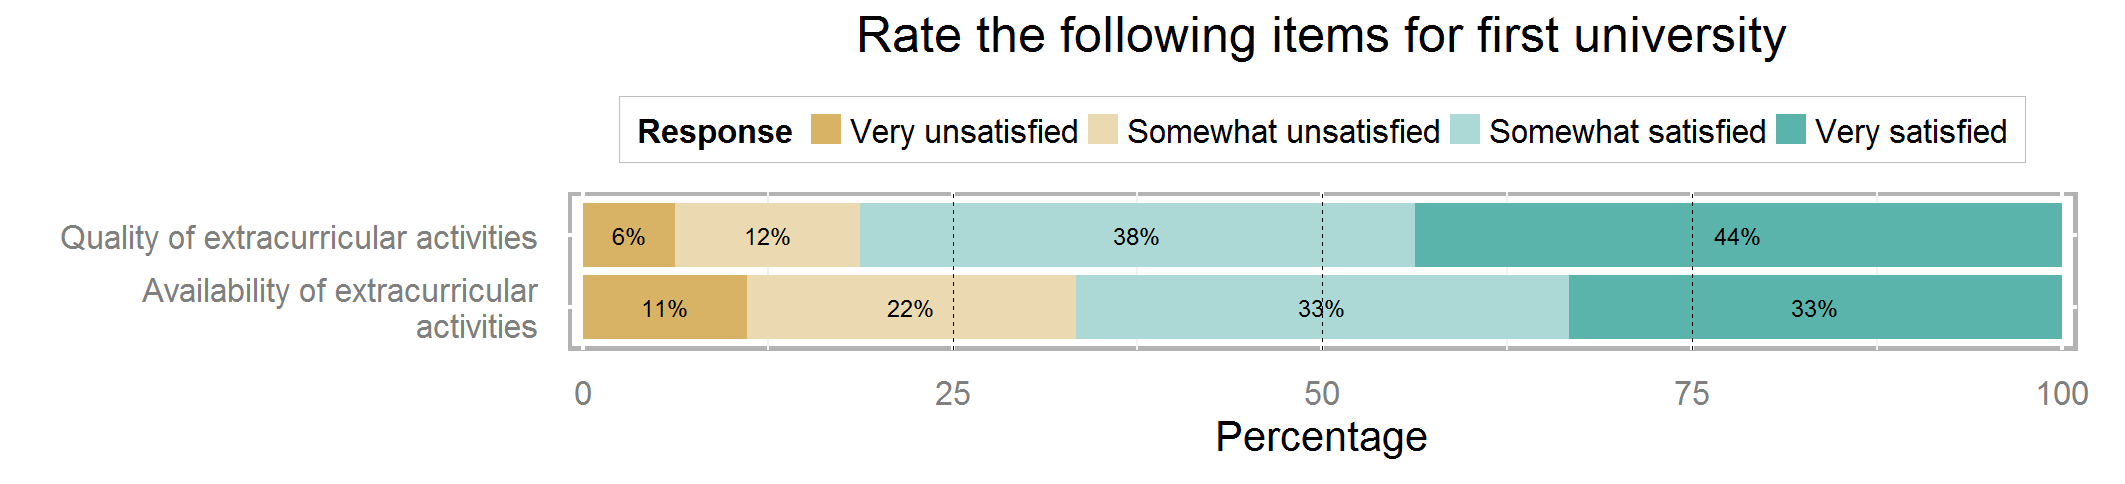 Rate the following items for first university
Response Very unsatisfied Somewhat unsatisfied Somewhat satisfied Very satisfied
Quality of extracurricular activities 6% 12% 38% 44%
Availability of extracurricular
activities
11% 22% 33% 33%
0 25 50 75 100
Percentage